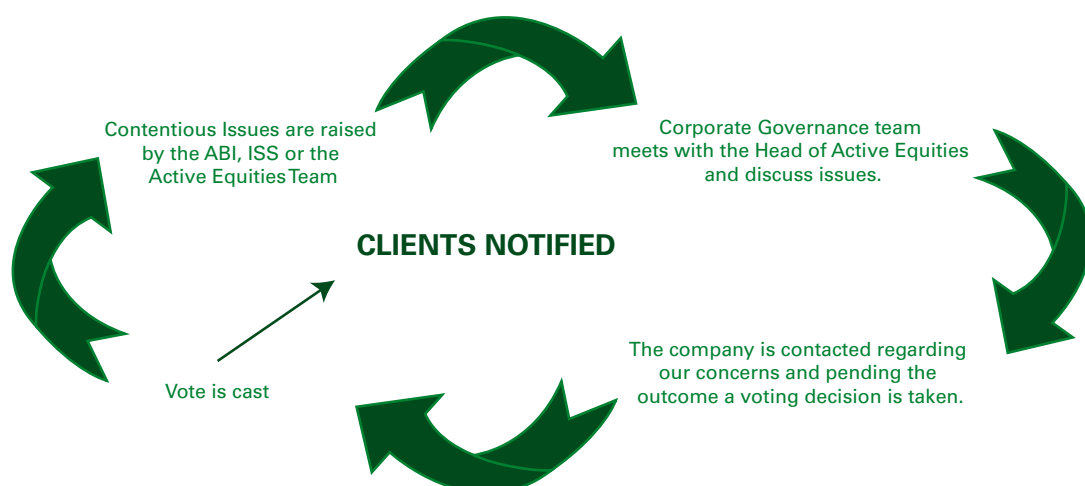 Contentious Issues are raised
by the ABI, ISS or the
Active Equities Team
Corporate Governance team
meets with the Head of Active Equities
and discuss issues.
CLIENTS NOTIFIED
The company is contacted regarding
our concerns and pending the
outcome a voting decision is taken.
Vote is cast